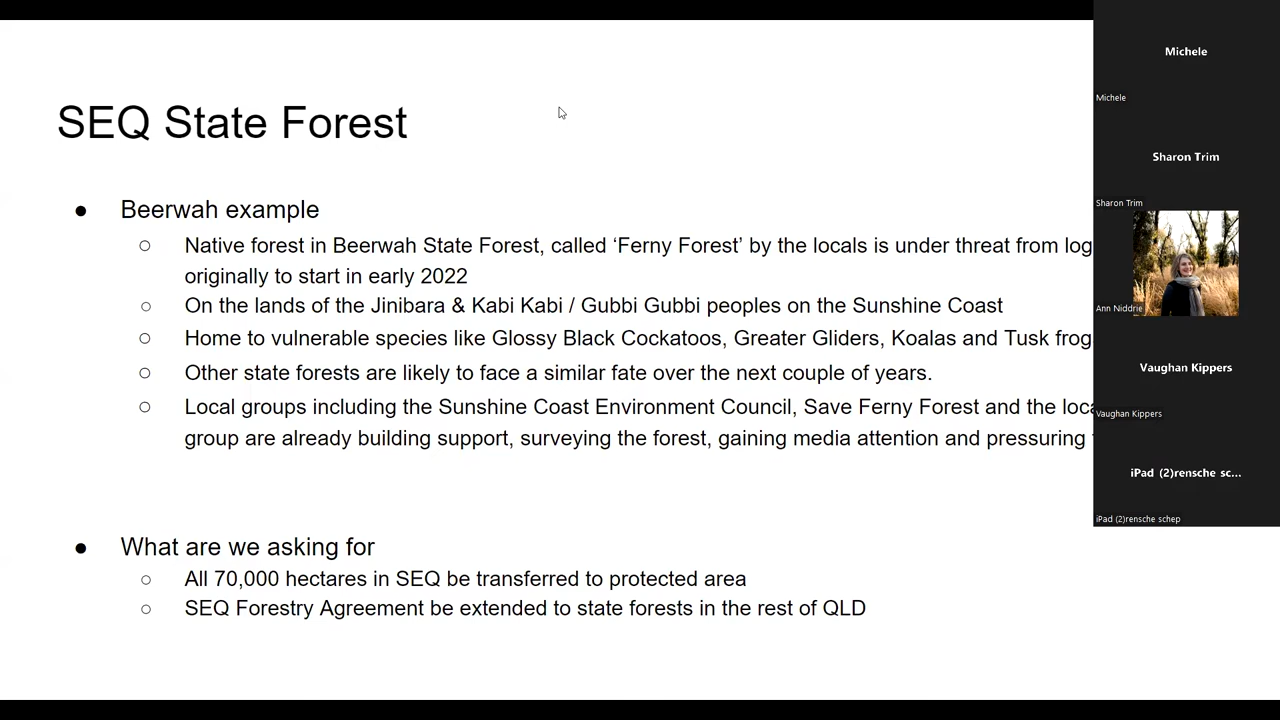 SEQ State Forest
● Beerwah example
○ Native forest in Beerwah State Forest, called ‘Ferny Forest’ by the locals is under threat from log
originally to start in early 2022
○ On the lands of the Jinibara & Kabi Kabi / Gubbi Gubbi peoples on the Sunshine Coast
○ Home to vulnerable species like Glossy Black Cockatoos, Greater Gliders, Koalas and Tusk frog
○ Other state forests are likely to face a similar fate over the next couple of years.
○ Local groups including the Sunshine Coast Environment Council, Save Ferny Forest and the loca
group are already building support, surveying the forest, gaining media attention and pressuring
● What are we asking for
○ All 70,000 hectares in SEQ be transferred to protected area
○ SEQ Forestry Agreement be extended to state forests in the rest of QLD
Michele
Michele
Sharon Trim
Sharon Trim
Ann Niddrie
Vaughan Kippers
Vaughan Kippers
iPad (2)rensche sc...
iPad (2)rensche schep